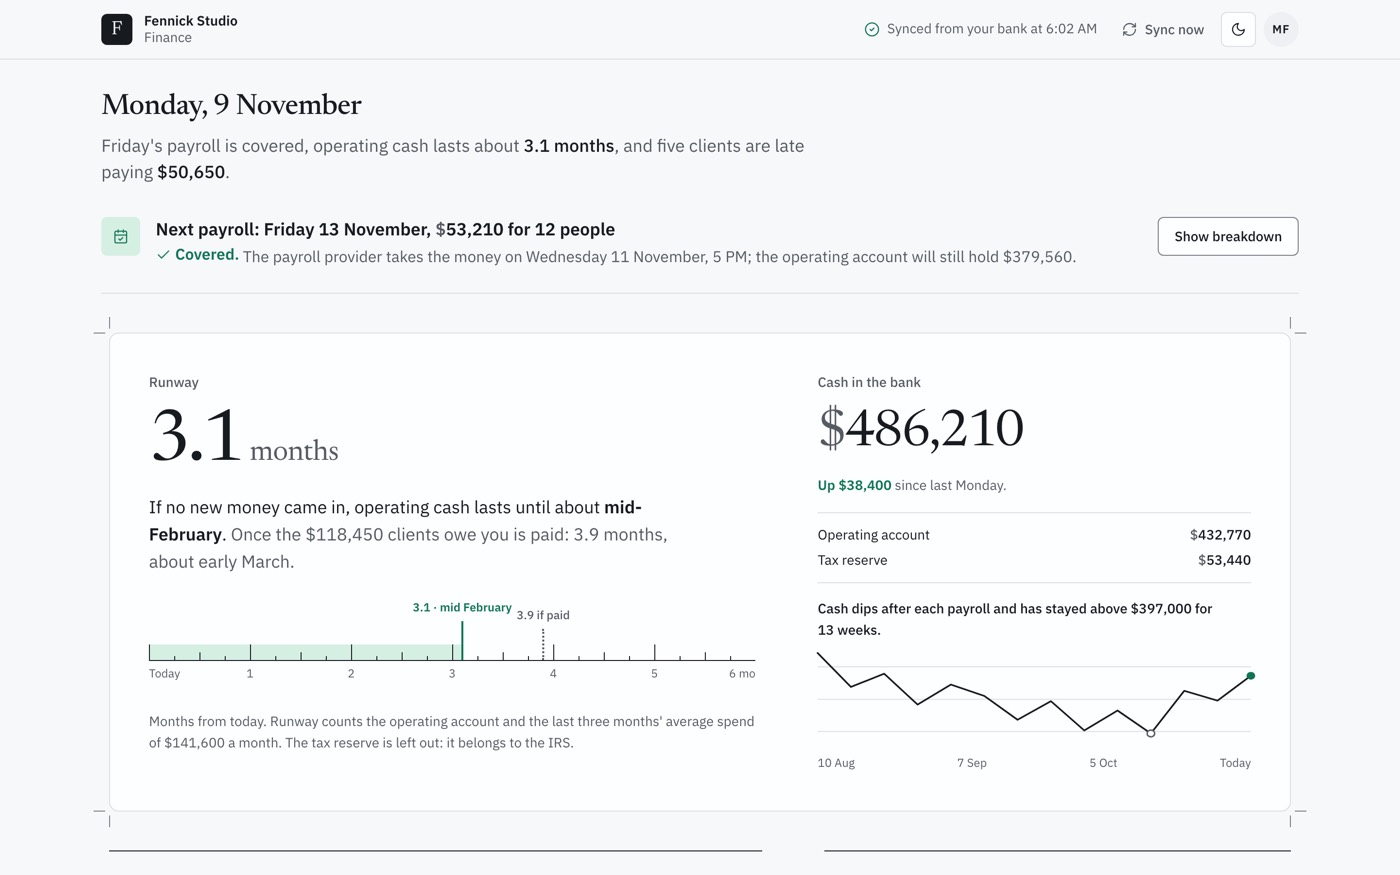 F
Fennick Studio
Finance
Synced from your bank at 6:02 AM
Sync now
MF
Monday, 9 November
Friday's payroll is covered, operating cash lasts about 3.1 months, and five clients are late
paying $50,650.
Next payroll: Friday 13 November, $53,210 for 12 people
Covered. The payroll provider takes the money on Wednesday 11 November, 5 PM; the operating account will still hold $379,560.
Show breakdown
Runway
3.1 months
If no new money came in, operating cash lasts until about mid-
February. Once the $118,450 clients owe you is paid: 3.9 months,
about early March.
3.1 · mid February
3.9 if paid
Today 1 2 3 4 5 6 mo
Months from today. Runway counts the operating account and the last three months' average spend
of $141,600 a month. The tax reserve is left out: it belongs to the IRS.
Cash in the bank
$486,210
Up $38,400 since last Monday.
Operating account $432,770
Tax reserve $53,440
Cash dips after each payroll and has stayed above $397,000 for
13 weeks.
10 Aug 7 Sep 5 Oct Today